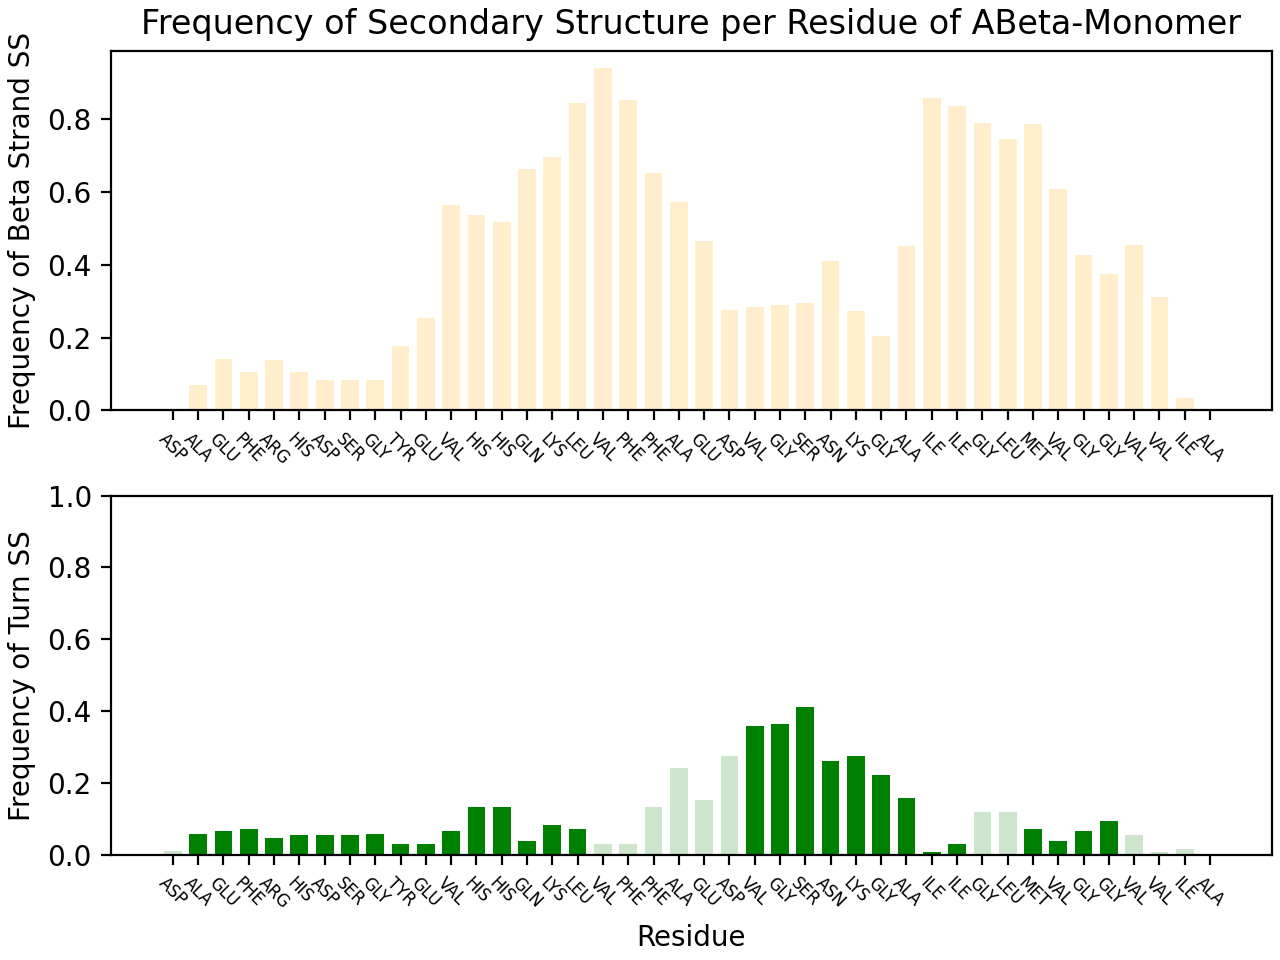 Frequency of Secondary Structure per Residue of ABeta-Monomer
Frequency of Beta Strand SS
0.8
0.6
0.4
0.2
0.0
ASP ALA GLU PHE ARG HIS ASP SER GLY TYR GLU VAL HIS HIS GLN LYS LEU VAL PHE PHE ALA GLU ASP VAL GLY SER ASN LYS GLY ALA ILE ILE GLY LEU MET VAL GLY GLY VAL VAL ILE ALA
Frequency of Turn SS
1.0
0.8
0.6
0.4
0.2
0.0
ASP ALA GLU PHE ARG HIS ASP SER GLY TYR GLU VAL HIS HIS GLN LYS LEU VAL PHE PHE ALA GLU ASP VAL GLY SER ASN LYS GLY ALA ILE ILE GLY LEU MET VAL GLY GLY VAL VAL ILE ALA
Residue